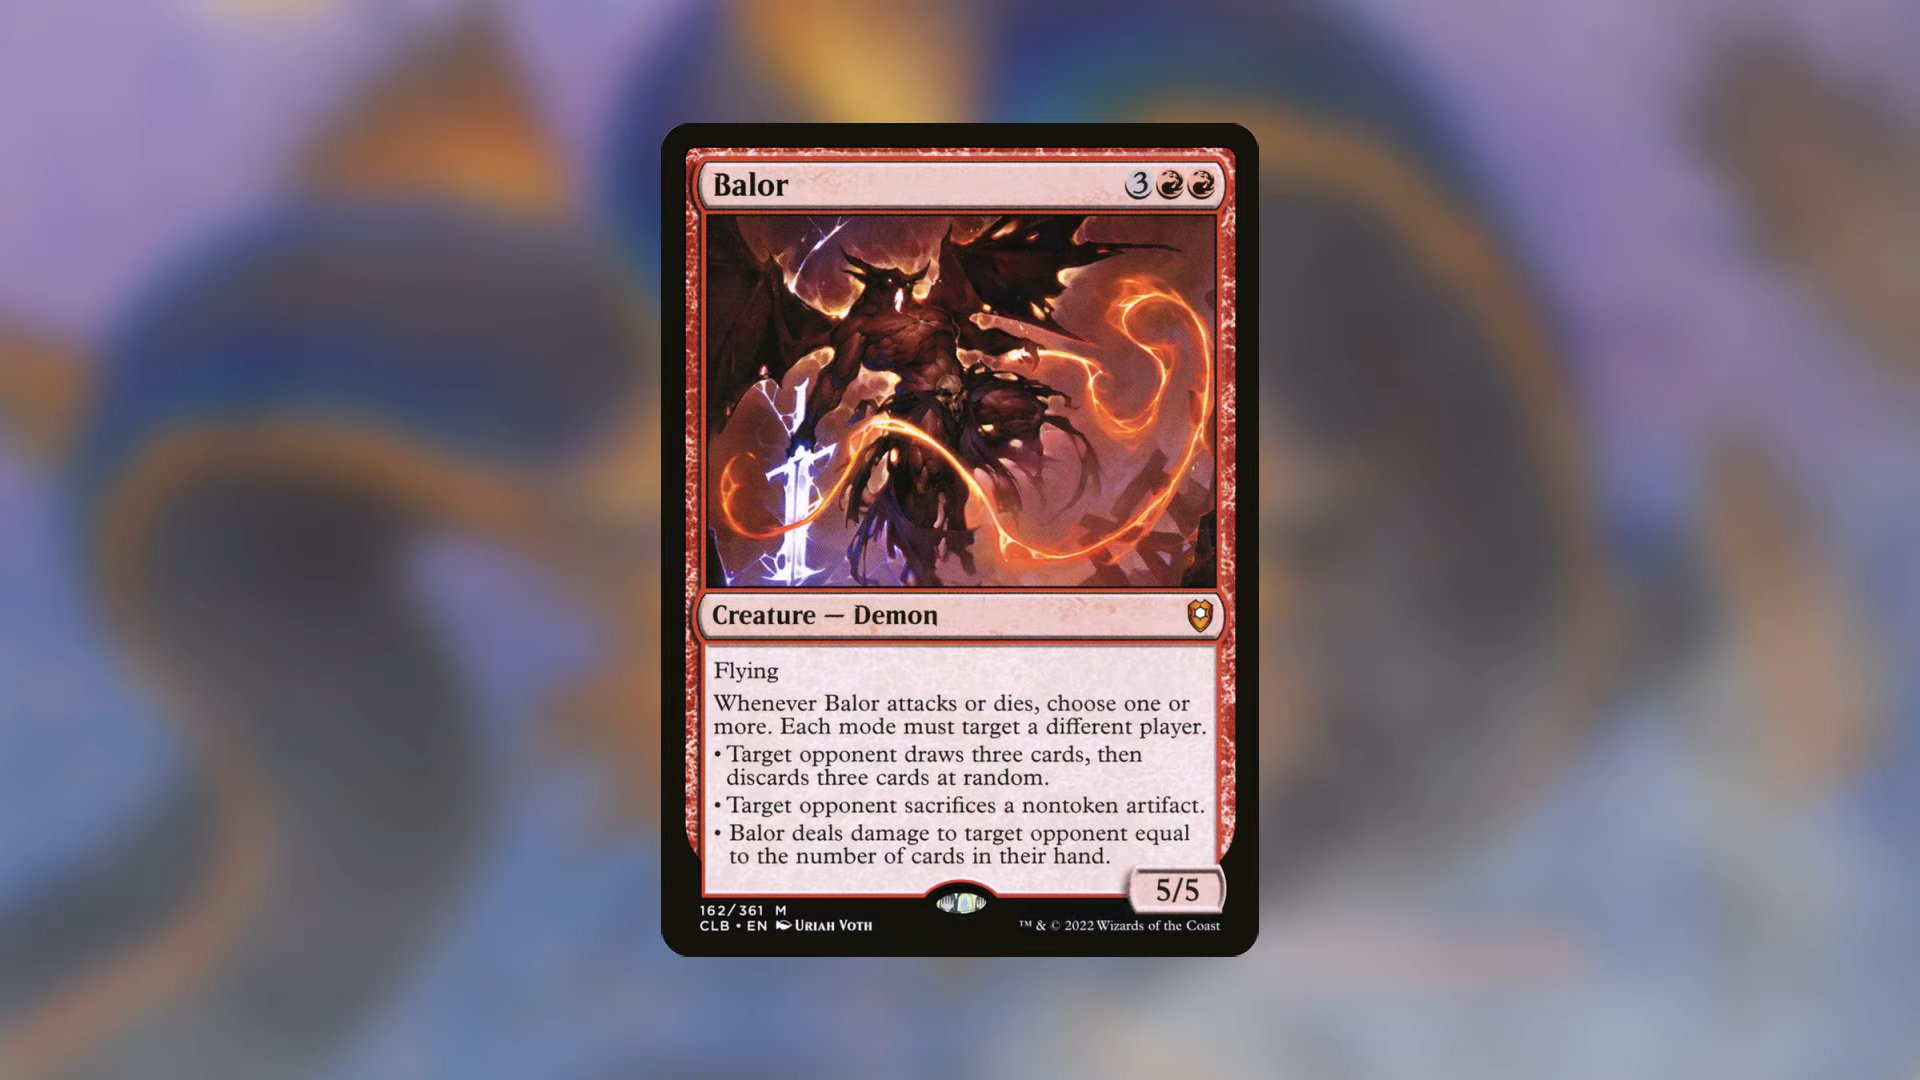 Balor 3
Creature — Demon
Flying
Whenever Balor attacks or dies, choose one or
more. Each mode must target a different player.
• Target opponent draws three cards, then
discards three cards at random.
• Target opponent sacrifices a nontoken artifact.
• Balor deals damage to target opponent equal
to the number of cards in their hand.
5/5
162/361 M
CLB • EN Uriah Voth
™ & © 2022 Wizards of the Coast